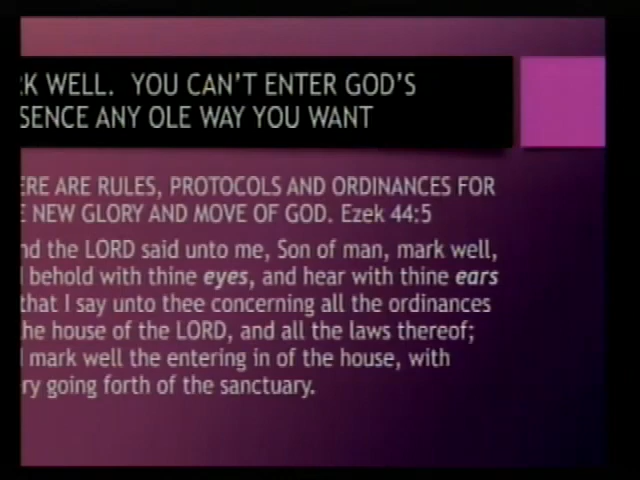 RK WELL. YOU CAN'T ENTER GOD'S
SENCE ANY OLE WAY YOU WANT
ERE ARE RULES, PROTOCOLS AND ORDINANCES FOR
E NEW GLORY AND MOVE OF GOD. Ezek 44:5
nd the LORD said unto me, Son of man, mark well,
behold with thine eyes, and hear with thine ears
that I say unto thee concerning all the ordinances
he house of the LORD, and all the laws thereof;
mark well the entering in of the house, with
ry going forth of the sanctuary.